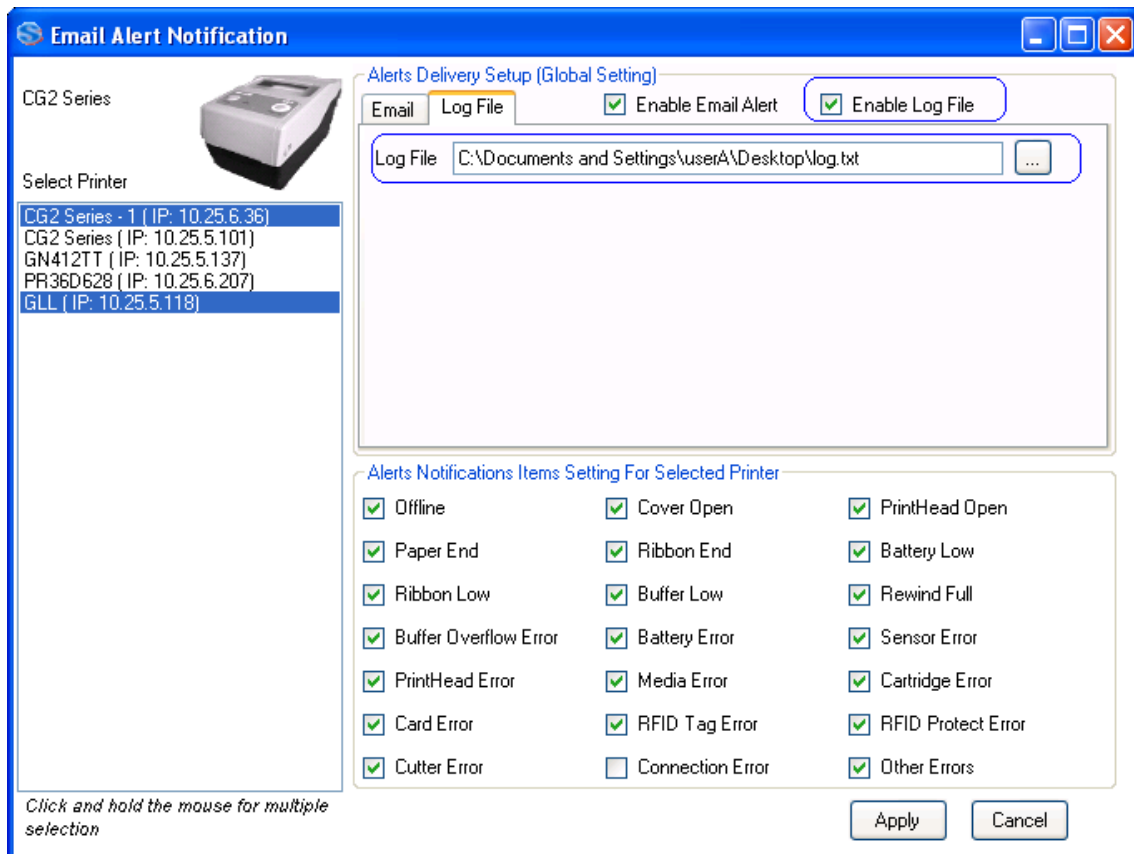 Email Alert Notification
CG2 Series
Select Printer
CG2 Series - 1 ( IP: 10.25.6.36)
CG2 Series ( IP: 10.25.5.101)
GN412TT ( IP: 10.25.5.137)
PR36D628 ( IP: 10.25.6.207)
GLL ( IP: 10.25.5.118)
Click and hold the mouse for multiple
selection
Alerts Delivery Setup (Global Setting)
Email Log File Enable Email Alert Enable Log File
Log File C:\Documents and Settings\userA\Desktop\log.txt ...
Alerts Notifications Items Setting For Selected Printer
Offline Cover Open PrintHead Open
Paper End Ribbon End Battery Low
Ribbon Low Buffer Low Rewind Full
Buffer Overflow Error Battery Error Sensor Error
PrintHead Error Media Error Cartridge Error
Card Error RFID Tag Error RFID Protect Error
Cutter Error Connection Error Other Errors
Apply Cancel